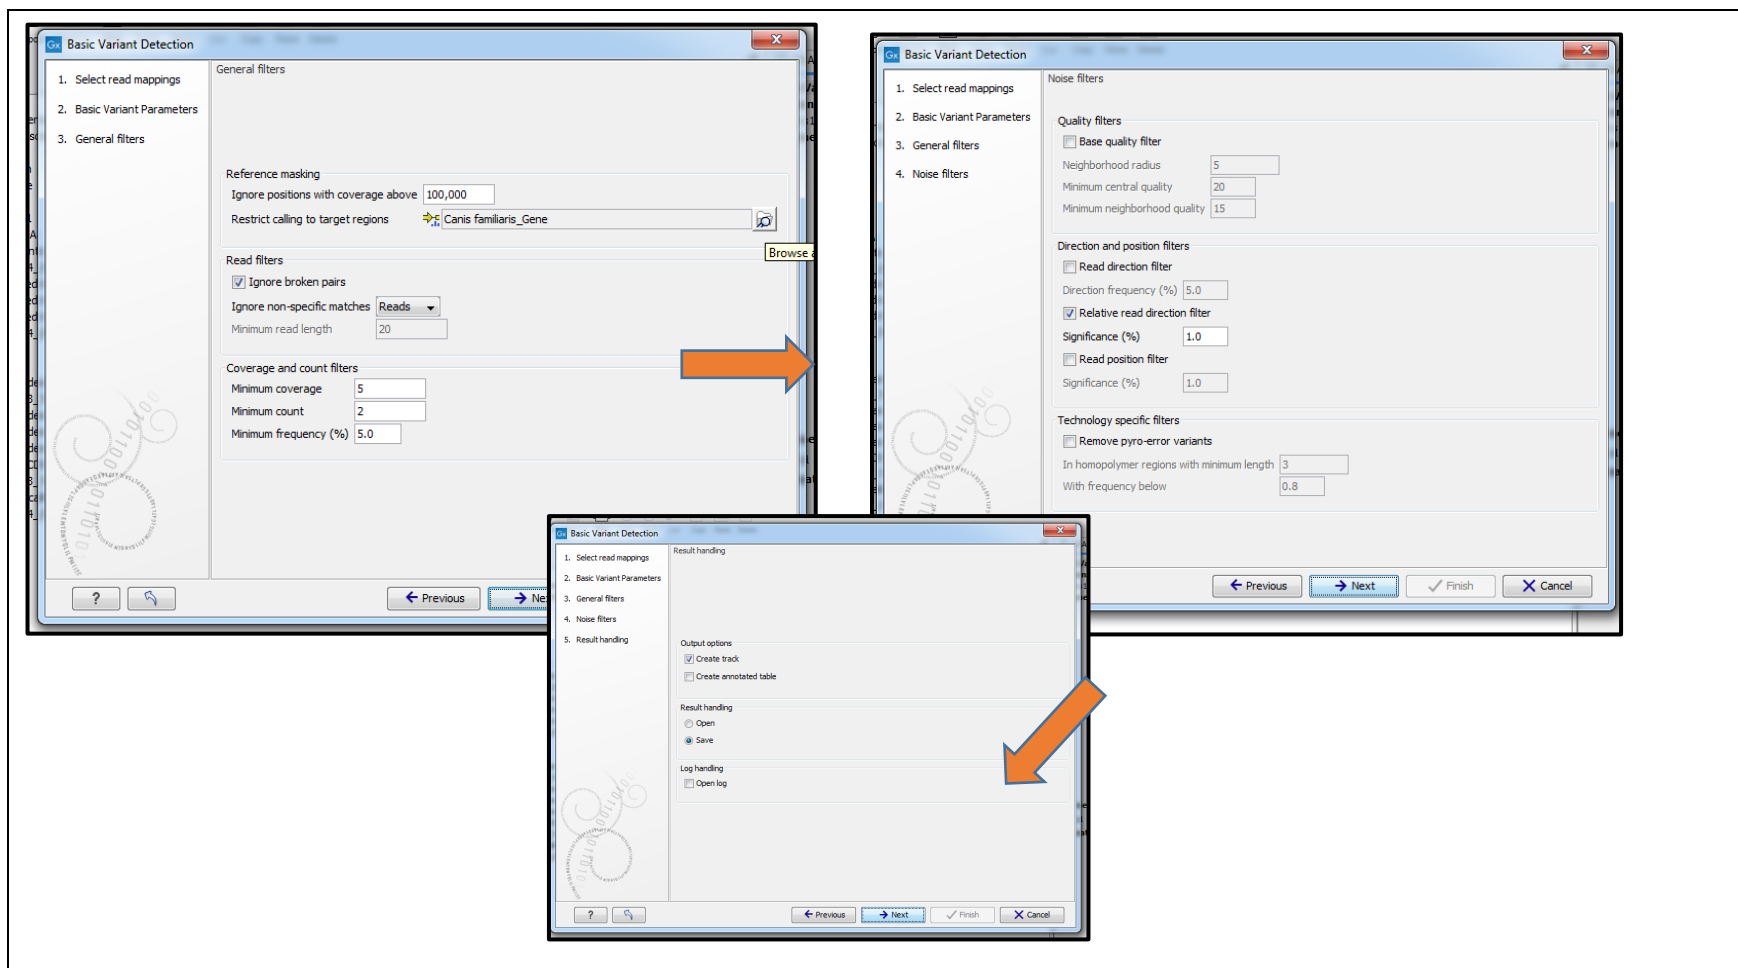 Gx Basic Variant Detection
1. Select read mappings
2. Basic Variant Parameters
3. General filters
General filters
Reference masking
Ignore positions with coverage above 100,000
Restrict calling to target regions Canis familiaris_Gene
Browse
Read filters
Ignore broken pairs
Ignore non-specific matches Reads
Minimum read length 20
Coverage and count filters
Minimum coverage 5
Minimum count 2
Minimum frequency (%) 5.0
? Previous
Gx Basic Variant Detection
1. Select read mappings
2. Basic Variant Parameters
3. General filters
4. Noise filters
Noise filters
Quality filters
Base quality filter
Neighborhood radius 5
Minimum central quality 20
Minimum neighborhood quality 15
Direction and position filters
Read direction filter
Direction frequency (%) 5.0
Relative read direction filter
Significance (%) 1.0
Read position filter
Significance (%) 1.0
Technology specific filters
Remove pyro-error variants
In homopolymer regions with minimum length 3
With frequency below 0.8
Previous Next Finish Cancel
Gx Basic Variant Detection
1. Select read mappings
2. Basic Variant Parameters
3. General filters
4. Noise filters
5. Result handling
Result handling
Output options
Create track
Create annotated table
Result handling
Open
Save
Log handling
Open log
? Previous Next Finish Cancel